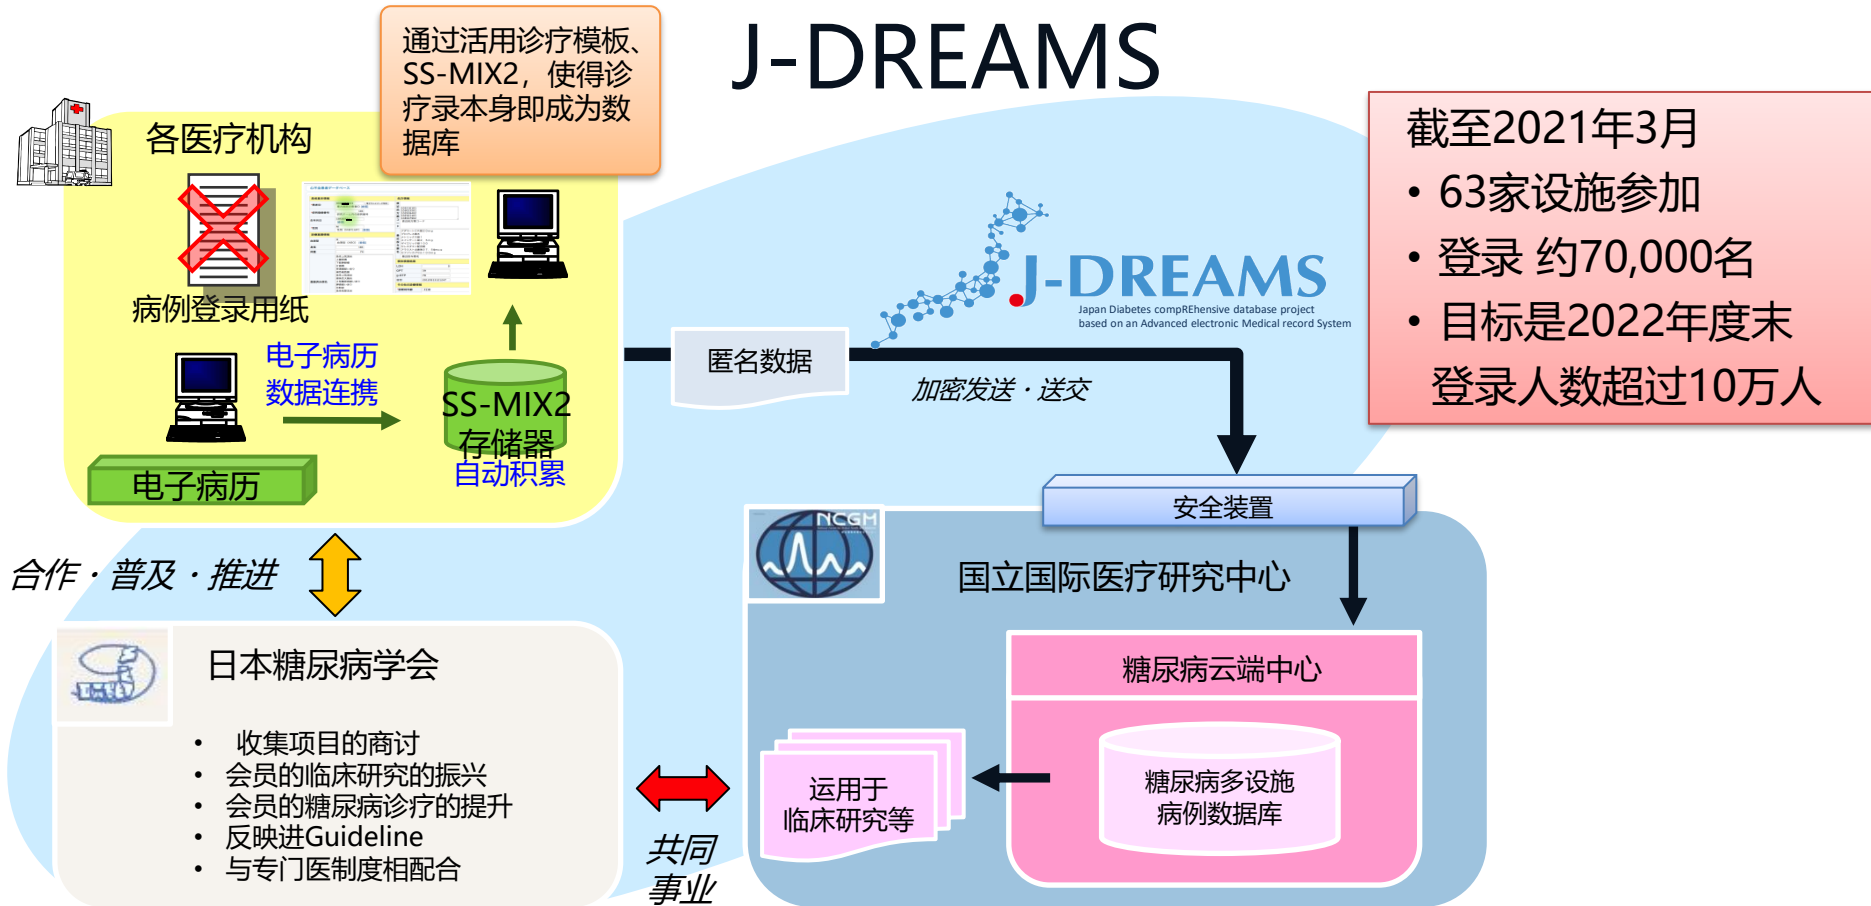 J-DREAMS
通过活用诊疗模板、
SS-MIX2，使得诊
疗录本身即成为数
据库
各医疗机构
病例登录用纸
电子病历
数据连携
SS-MIX2
存储器
自动积累
电子病历
匿名数据
加密发送・送交
J-DREAMS
Japan Diabetes compREhensive database project
based on an Advanced electronic Medical record System
截至2021年3月
• 63家设施参加
• 登录 约70,000名
• 目标是2022年度末
登录人数超过10万人
安全装置
NCGM
国立国际医疗研究中心
糖尿病云端中心
糖尿病多设施
病例数据库
运用于
临床研究等
合作・普及・推进
日本糖尿病学会
• 收集项目的商讨
• 会员的临床研究的振兴
• 会员的糖尿病诊疗的提升
• 反映进Guideline
• 与专门医制度相配合
共同
事业